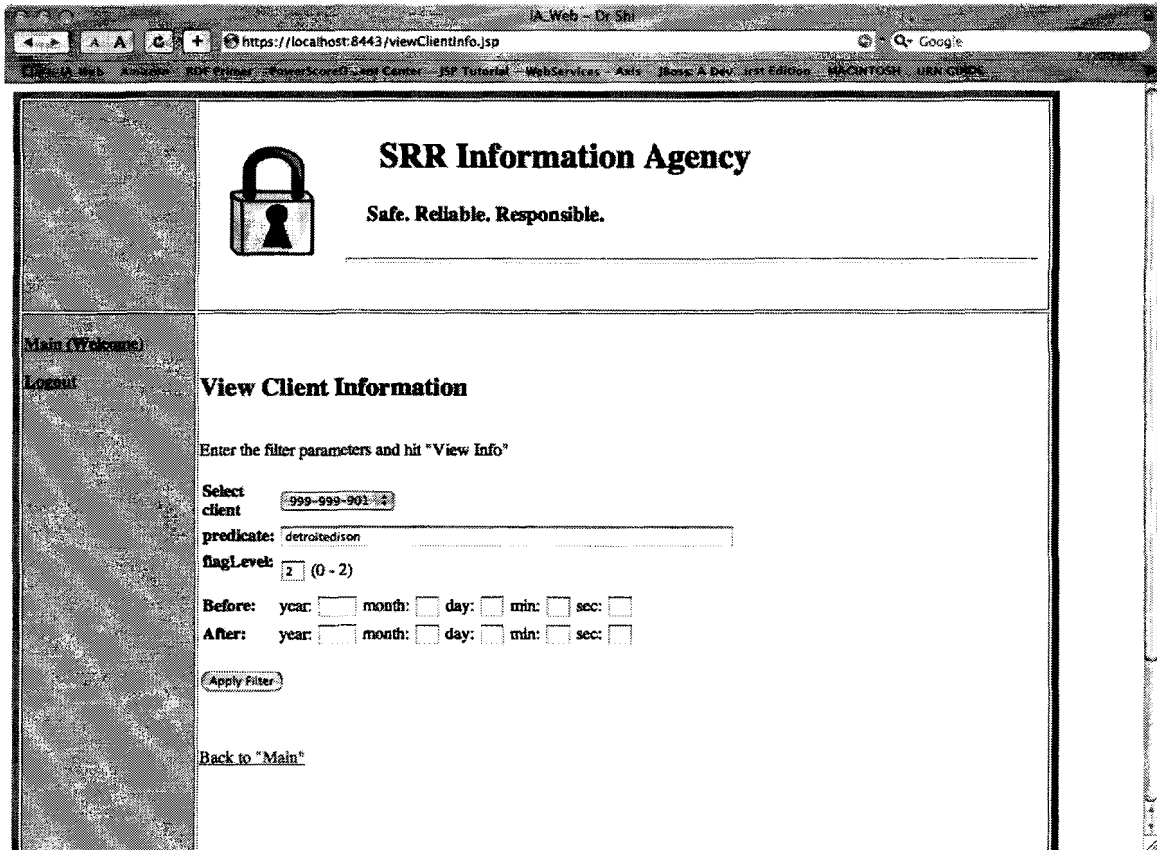 IA_Web – Dr Shi
A A + https://localhost:8443/viewClientInfo.jsp Q- Google
IA_Web Amazon RDF Primer JSP Tutorial WebServices Axis MACINTOSH
SRR Information Agency
Safe. Reliable. Responsible.
Main (Welcome)
Logout
View Client Information
Enter the filter parameters and hit "View Info"
Select
client
999-999-901
predicate: detroitedison
flagLevel: 2 (0 - 2)
Before: year: month: day: min: sec:
After: year: month: day: min: sec:
Apply Filter
Back to "Main"